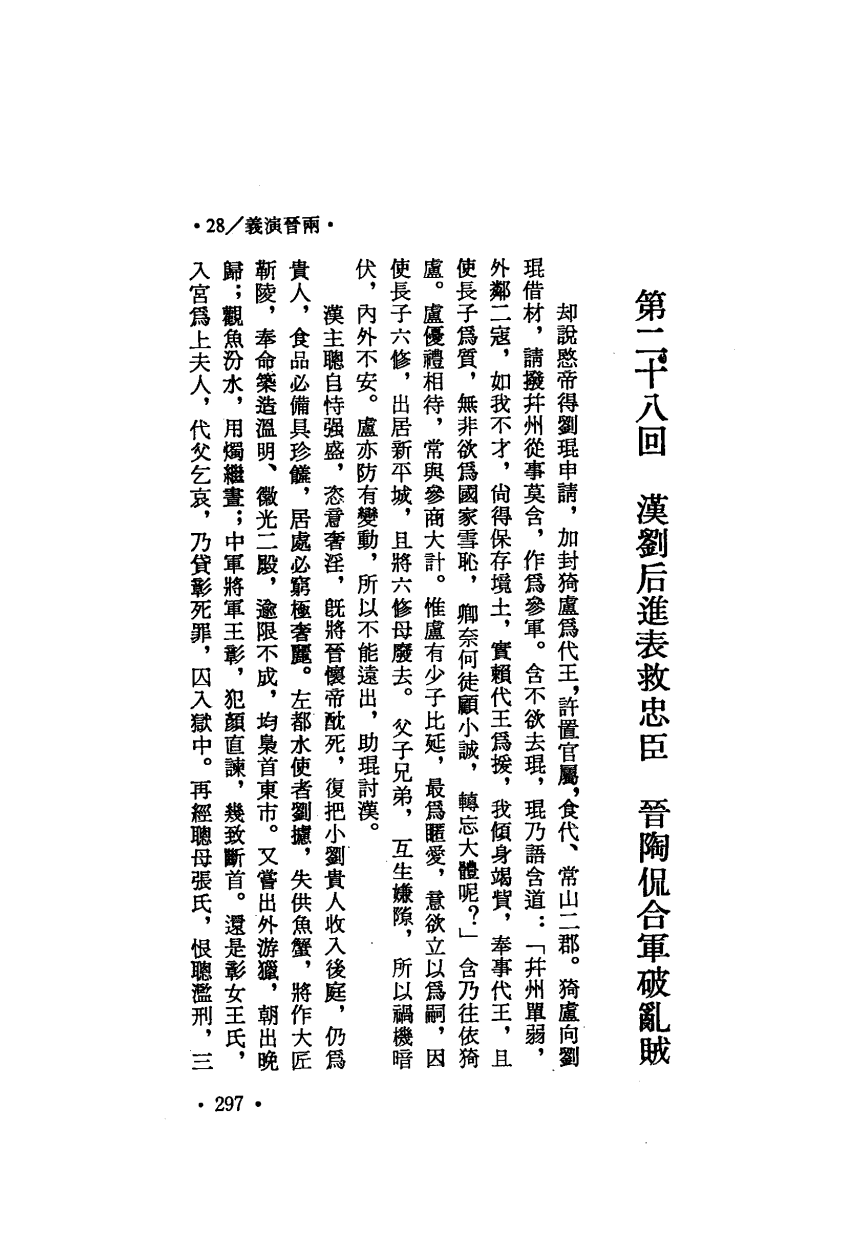 ·28／義演晉兩·
第二十八回　漢劉后進表救忠臣　晉陶侃合軍破亂賊
却說愍帝得劉琨申請，加封猗盧爲代王，許置官屬，食代、常山二郡。猗盧向劉
琨借材，請撥幷州從事莫含，作爲參軍。含不欲去琨，琨乃語含道：「幷州單弱，
外鄰二寇，如我不才，尙得保存境土，實賴代王爲援，我傾身竭貲，奉事代王，且
使長子爲質，無非欲爲國家雪恥，卿奈何徒顧小誠，轉忘大體呢？」含乃往依猗
盧。盧優禮相待，常與參商大計。惟盧有少子比延，最爲暱愛，意欲立以爲嗣，因
使長子六修，出居新平城，且將六修母廢去。父子兄弟，互生嫌隙，所以禍機暗
伏，內外不安。盧亦防有變動，所以不能遠出，助琨討漢。
漢主聰自恃强盛，恣意奢淫，旣將晉懷帝酖死，復把小劉貴人收入後庭，仍爲
貴人，食品必備具珍饈，居處必窮極奢麗。左都水使者劉攄，失供魚蟹，將作大匠
靳陵，奉命築造溫明、徽光二殿，逾限不成，均梟首東市。又嘗出外游獵，朝出晚
歸；觀魚汾水，用燭繼晝；中軍將軍王彰，犯顏直諫，幾致斷首。還是彰女王氏，
入宮爲上夫人，代父乞哀，乃貸彰死罪，囚入獄中。再經聰母張氏，恨聰濫刑，三
·297·